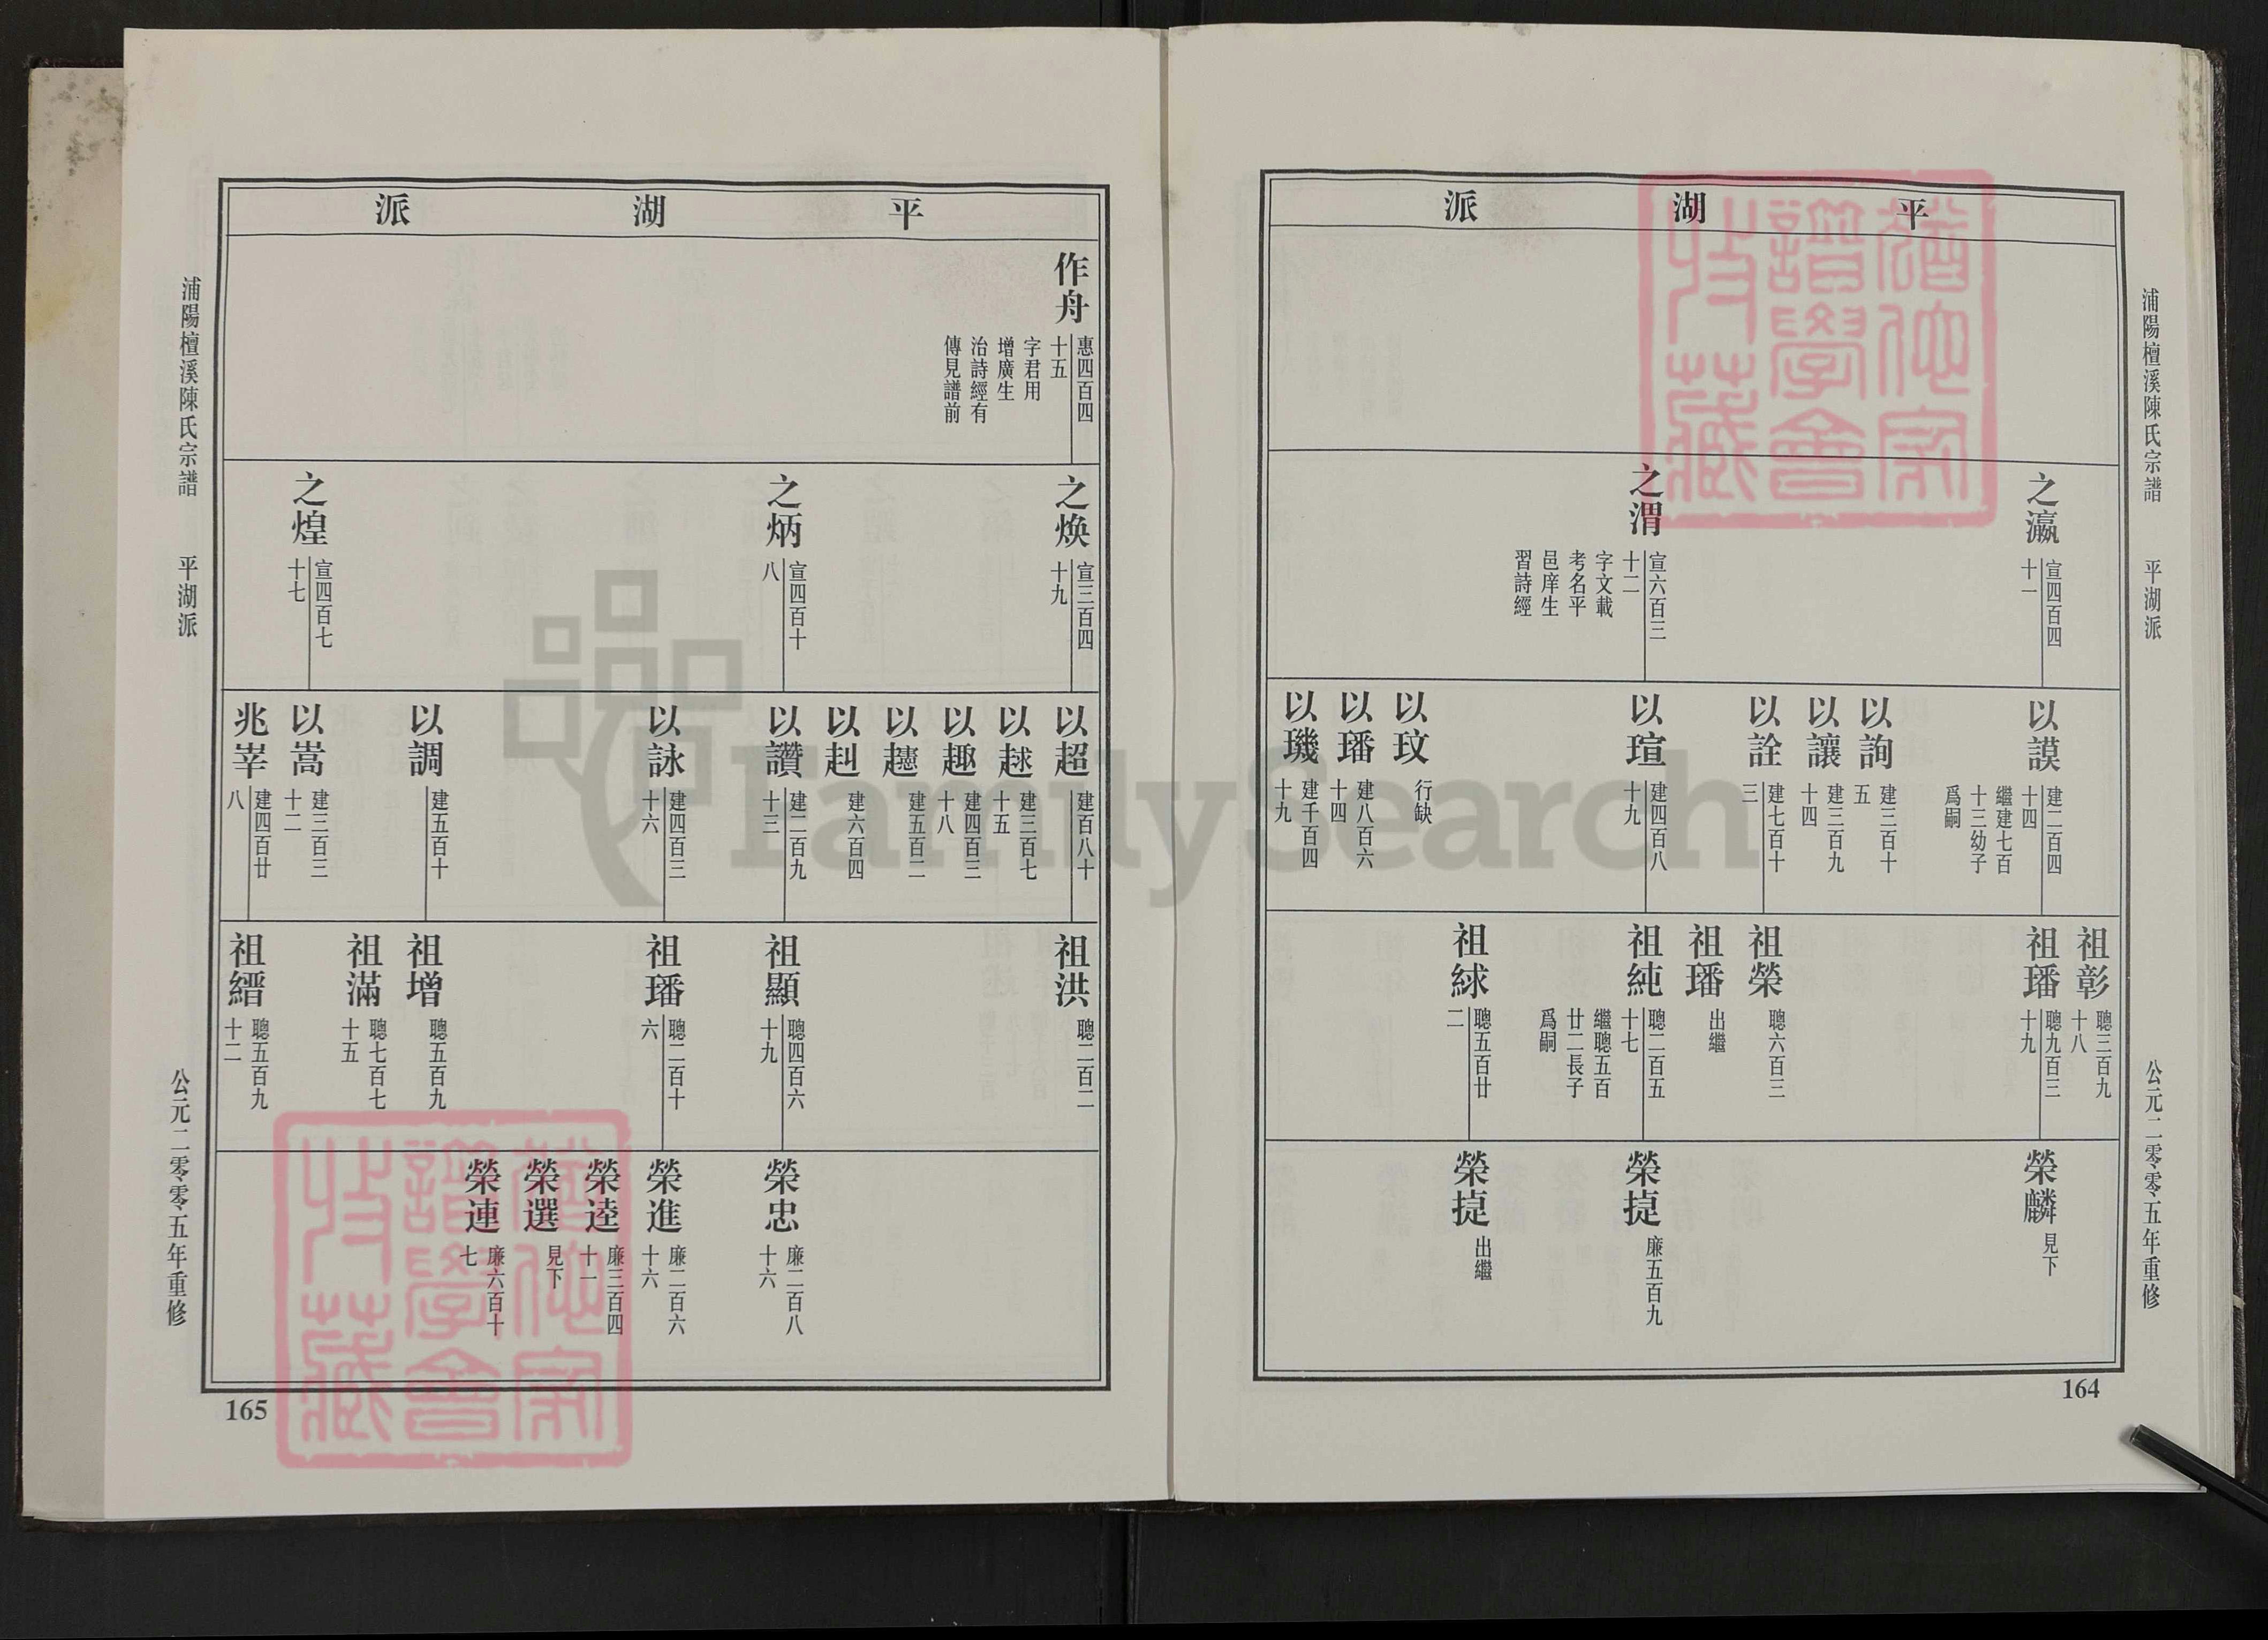 浦陽檀溪陳氏宗譜
平湖派
公元二零零五年重修
164
平湖派
之瀛
宣四百四
十一
之渭
宣六百三
十二
字文載
考名平
邑庠生
習詩經
以謨
建二百四
十四
繼建七百
十三幼子
爲嗣
以詢
建三百十
五
以讓
建三百九
十四
以詮
建七百十
三
以瑄
建四百八
十九
以玟
行缺
以璠
建八百六
十四
以璣
建千百四
十九
祖彰
聰三百九
十八
祖璠
聰九百三
十九
祖榮
聰六百三
祖璠
出繼
祖純
聰二百五
十七
繼聰五百
廿二長子
爲嗣
祖綠
聰五百廿
二
榮麟
見下
榮㨗
廉五百九
榮㨗
出繼
平湖派
作舟
惠四百四
十五
字君用
增廣生
治詩經有
傳見譜前
之焕
宣三百四
十九
之炳
宣四百十
八
之煌
宣四百七
十七
以超
建百八十
以趒
建三百七
十五
以趣
建四百三
十八
以
建五百二
以赳
建六百四
以讚
建二百九
十三
以詠
建四百三
十六
以調
建五百十
以嵩
建三百三
十二
兆崒
建四百廿
八
祖洪
聰二百二
祖顯
聰四百六
十九
祖璠
聰二百十
六
祖增
聰五百九
祖滿
聰七百七
十五
祖縉
聰五百九
十二
榮忠
廉二百八
十六
榮進
廉二百六
十六
榮逵
廉三百四
十一
榮選
見下
榮連
廉六百十
七
浦陽檀溪陳氏宗譜
平湖派
公元二零零五年重修
165
FamilySearch